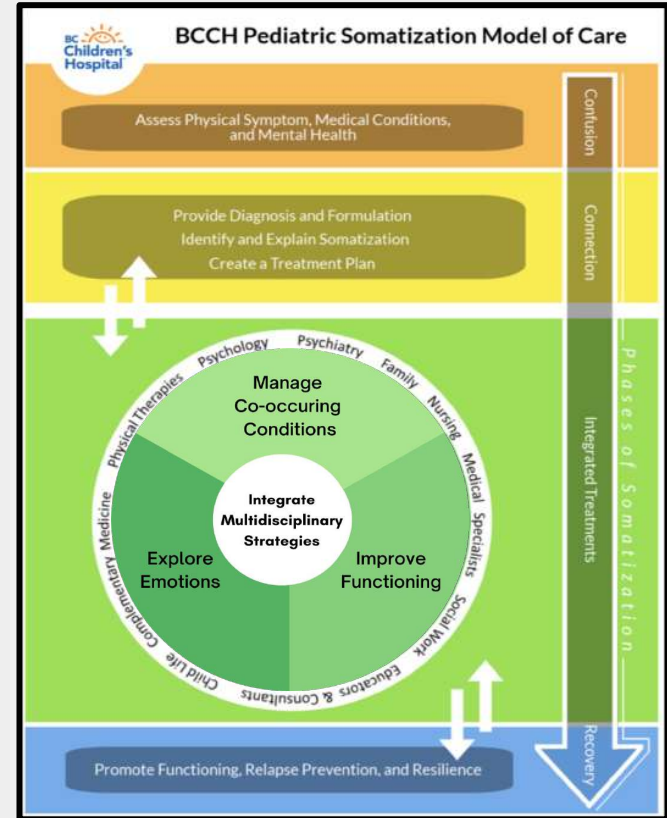 BC
Children's
Hospital
BCCH Pediatric Somatization Model of Care
Assess Physical Symptom, Medical Conditions,
and Mental Health
Confusion
Provide Diagnosis and Formulation
Identify and Explain Somatization
Create a Treatment Plan
Connection
Phases of Somatization
Psychology
Psychiatry
Family
Nursing
Medical Specialists
Social Work
Educators & Consultants
Child Life
Complementary Medicine
Physical Therapies
Manage
Co-occuring
Conditions
Integrate
Multidisciplinary
Strategies
Explore
Emotions
Improve
Functioning
Integrated Treatments
Recovery
Promote Functioning, Relapse Prevention, and Resilience